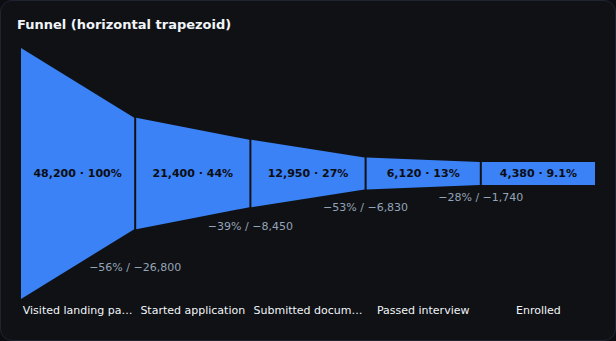 Funnel (horizontal trapezoid)
48,200 · 100%
21,400 · 44%
12,950 · 27%
6,120 · 13%
4,380 · 9.1%
−56% / −26,800
−39% / −8,450
−53% / −6,830
−28% / −1,740
Visited landing pa…
Started application
Submitted docum…
Passed interview
Enrolled